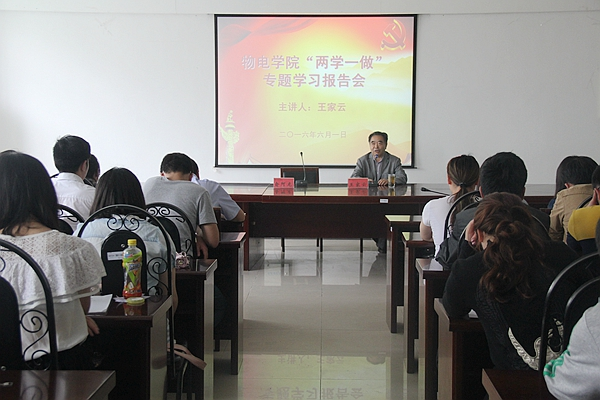 物电学院“两学一做”
专题学习报告会
主讲人：王家云
二〇一六年六月一日